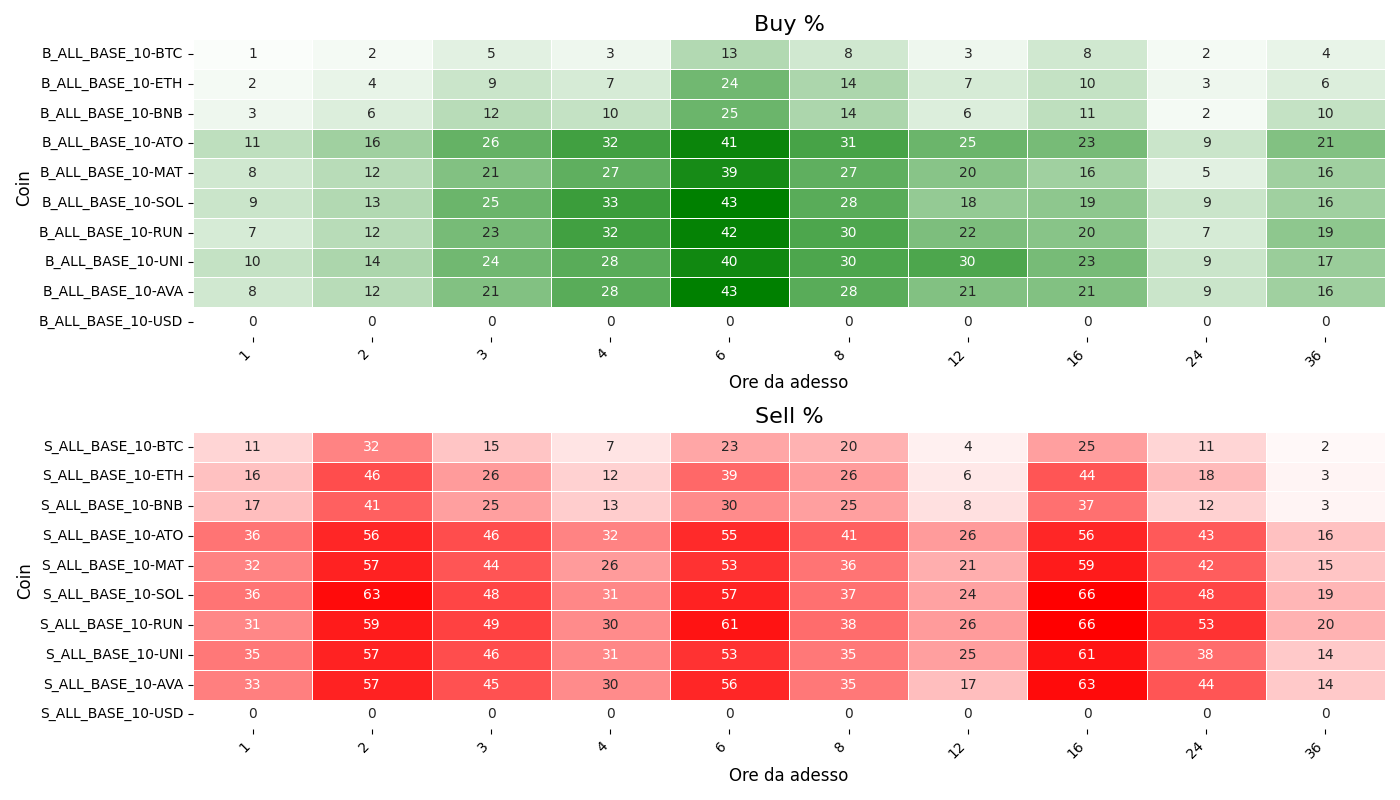 Buy %
Coin
B_ALL_BASE_10-BTC 1 2 5 3 13 8 3 8 2 4
B_ALL_BASE_10-ETH 2 4 9 7 24 14 7 10 3 6
B_ALL_BASE_10-BNB 3 6 12 10 25 14 6 11 2 10
B_ALL_BASE_10-ATO 11 16 26 32 41 31 25 23 9 21
B_ALL_BASE_10-MAT 8 12 21 27 39 27 20 16 5 16
B_ALL_BASE_10-SOL 9 13 25 33 43 28 18 19 9 16
B_ALL_BASE_10-RUN 7 12 23 32 42 30 22 20 7 19
B_ALL_BASE_10-UNI 10 14 24 28 40 30 30 23 9 17
B_ALL_BASE_10-AVA 8 12 21 28 43 28 21 21 9 16
B_ALL_BASE_10-USD 0 0 0 0 0 0 0 0 0 0
1 2 3 4 6 8 12 16 24 36
Ore da adesso
Sell %
Coin
S_ALL_BASE_10-BTC 11 32 15 7 23 20 4 25 11 2
S_ALL_BASE_10-ETH 16 46 26 12 39 26 6 44 18 3
S_ALL_BASE_10-BNB 17 41 25 13 30 25 8 37 12 3
S_ALL_BASE_10-ATO 36 56 46 32 55 41 26 56 43 16
S_ALL_BASE_10-MAT 32 57 44 26 53 36 21 59 42 15
S_ALL_BASE_10-SOL 36 63 48 31 57 37 24 66 48 19
S_ALL_BASE_10-RUN 31 59 49 30 61 38 26 66 53 20
S_ALL_BASE_10-UNI 35 57 46 31 53 35 25 61 38 14
S_ALL_BASE_10-AVA 33 57 45 30 56 35 17 63 44 14
S_ALL_BASE_10-USD 0 0 0 0 0 0 0 0 0 0
1 2 3 4 6 8 12 16 24 36
Ore da adesso